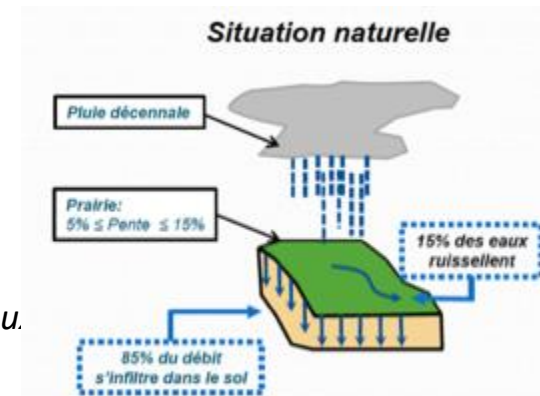 Situation naturelle
Pluie décennale
Prairie:
5% ≤ Pente ≤ 15%
15% des eaux
ruissellent
85% du débit
s'infiltre dans le sol